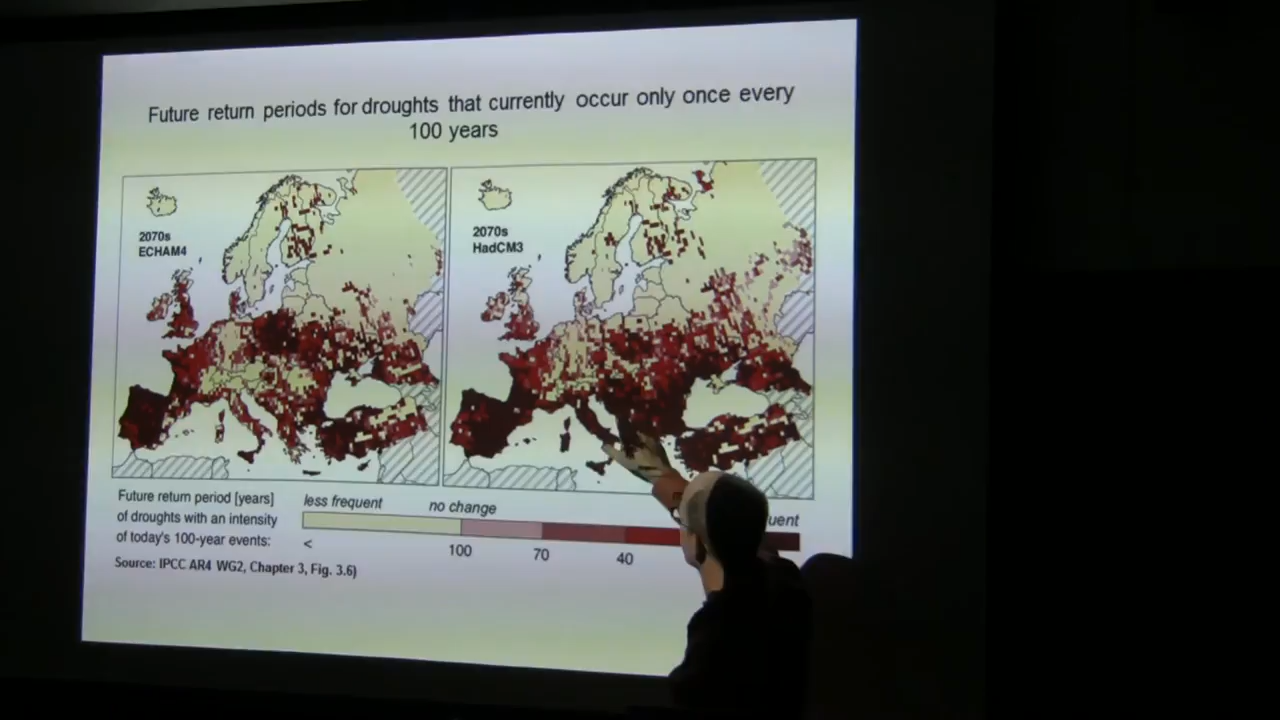 Future return periods for droughts that currently occur only once every
100 years
2070s
ECHAM4
2070s
HadCM3
Future return period [years]
of droughts with an intensity
of today's 100-year events:
less frequent
no change
uent
<
100
70
40
Source: IPCC AR4 WG2, Chapter 3, Fig. 3.6)